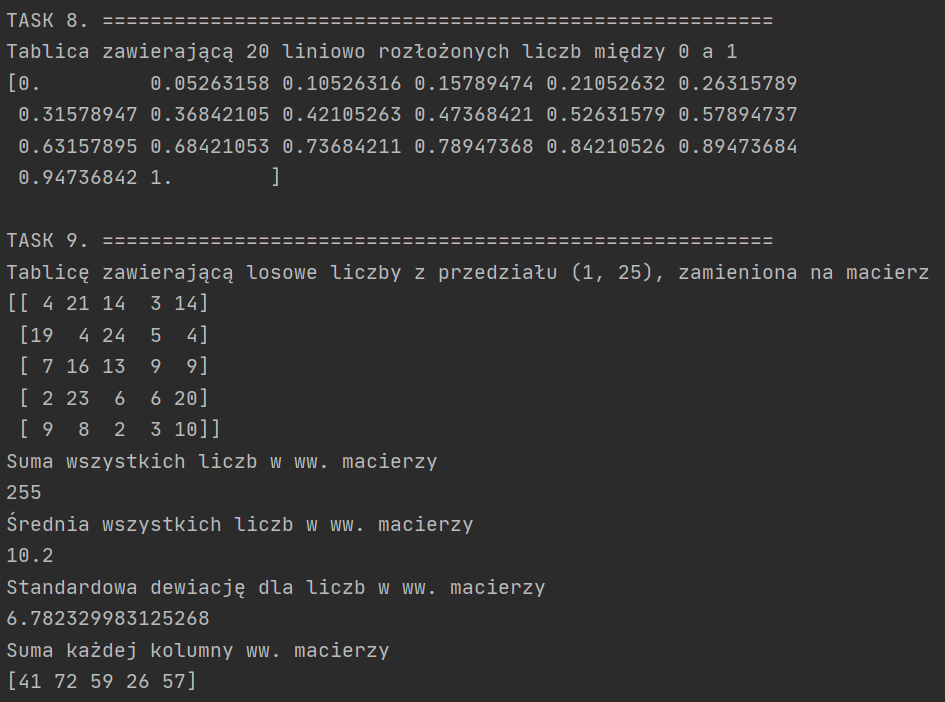 TASK 8. ========================================================
Tablica zawierającą 20 liniowo rozłożonych liczb między 0 a 1
[0.         0.05263158 0.10526316 0.15789474 0.21052632 0.26315789
 0.31578947 0.36842105 0.42105263 0.47368421 0.52631579 0.57894737
 0.63157895 0.68421053 0.73684211 0.78947368 0.84210526 0.89473684
 0.94736842 1.        ]
TASK 9. ========================================================
Tablicę zawierającą losowe liczby z przedziału (1, 25), zamieniona na macierz
[[ 4 21 14  3 14]
 [19  4 24  5  4]
 [ 7 16 13  9  9]
 [ 2 23  6  6 20]
 [ 9  8  2  3 10]]
Suma wszystkich liczb w ww. macierzy
255
Średnia wszystkich liczb w ww. macierzy
10.2
Standardowa dewiację dla liczb w ww. macierzy
6.782329983125268
Suma każdej kolumny ww. macierzy
[41 72 59 26 57]